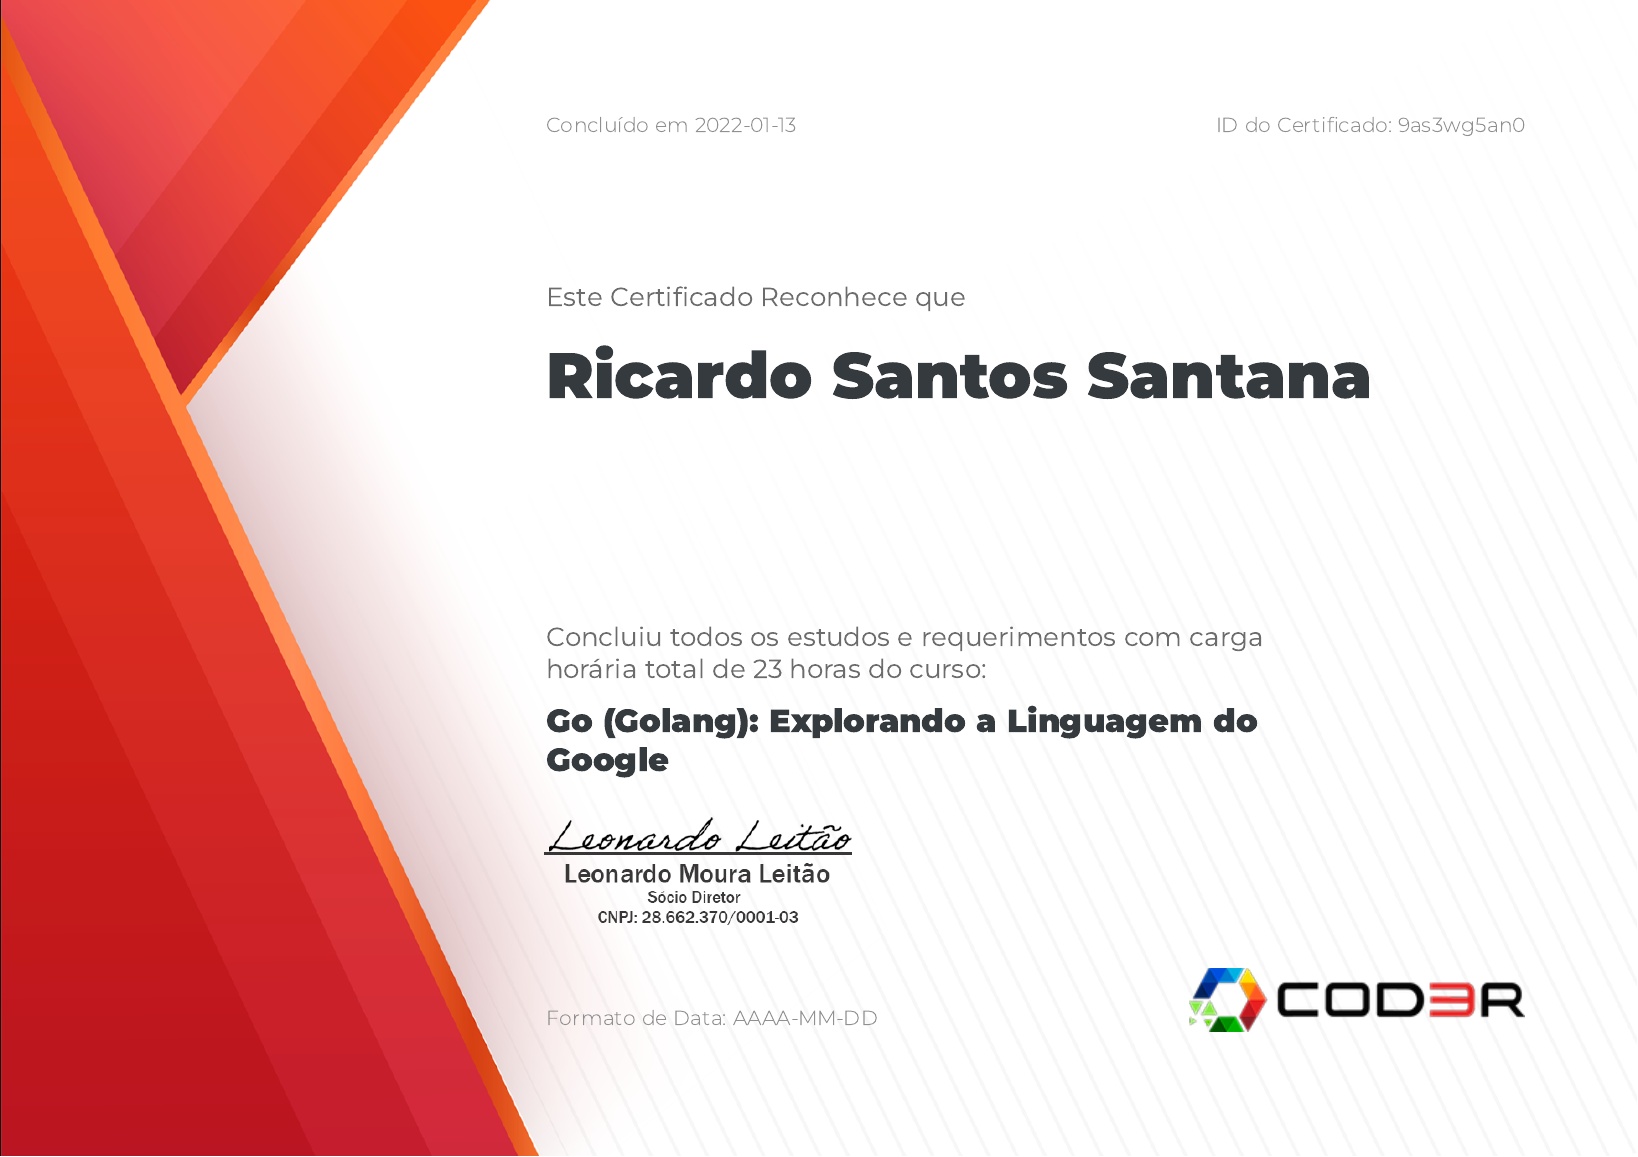 Concluído em 2022-01-13
ID do Certificado: 9as3wg5an0
Este Certificado Reconhece que
Ricardo Santos Santana
Concluiu todos os estudos e requerimentos com carga
horária total de 23 horas do curso:
Go (Golang): Explorando a Linguagem do
Google
Leonardo Leitão
Leonardo Moura Leitão
Sócio Diretor
CNPJ: 28.662.370/0001-03
Formato de Data: AAAA-MM-DD
COD3R